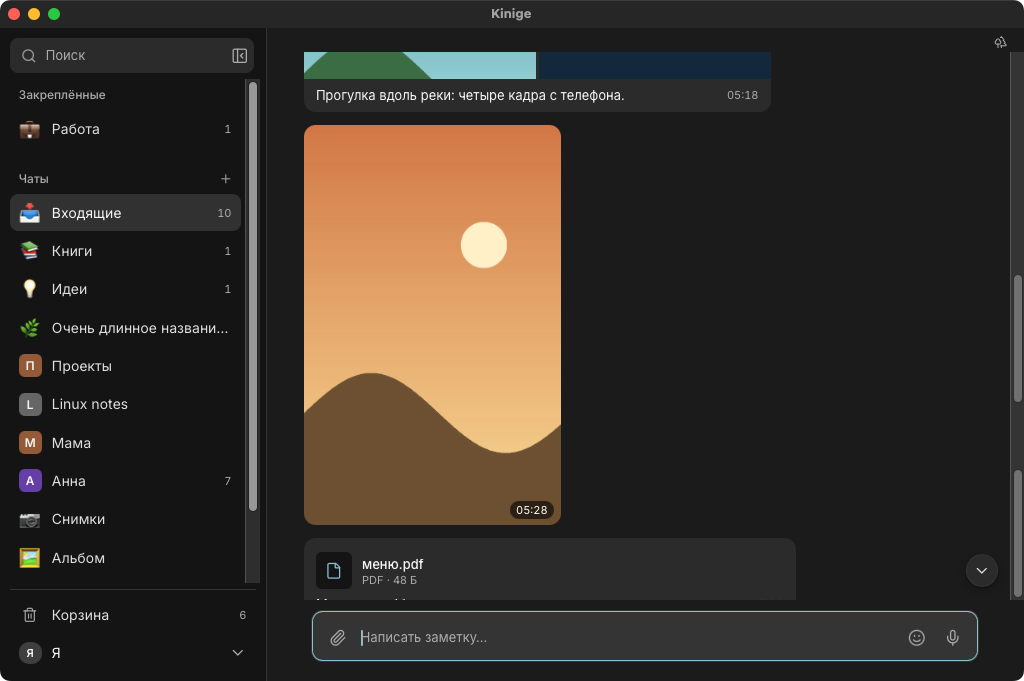 Kinige
Поиск
Закреплённые
Работа 1
Чаты +
Входящие 10
Книги 1
Идеи 1
Очень длинное названи...
П Проекты
L Linux notes
М Мама
А Анна 7
Снимки
Альбом
Корзина 6
Я Я
Прогулка вдоль реки: четыре кадра с телефона. 05:18
05:28
меню.pdf
PDF · 48 Б
Написать заметку...